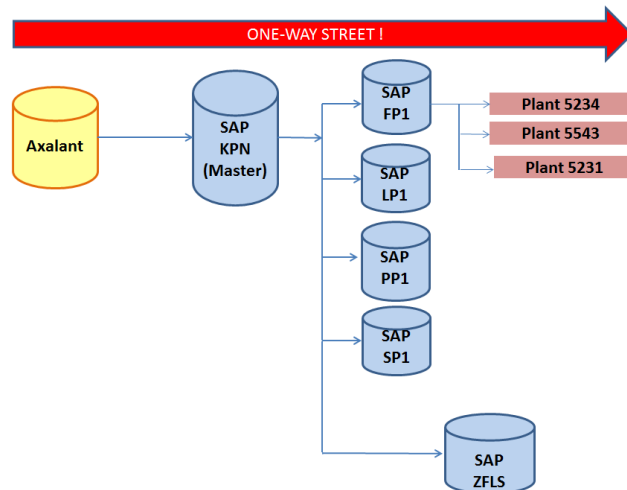 ONE-WAY STREET !
Axalant
SAP
KPN
(Master)
SAP
FP1
Plant 5234
Plant 5543
Plant 5231
SAP
LP1
SAP
PP1
SAP
SP1
SAP
ZFLS